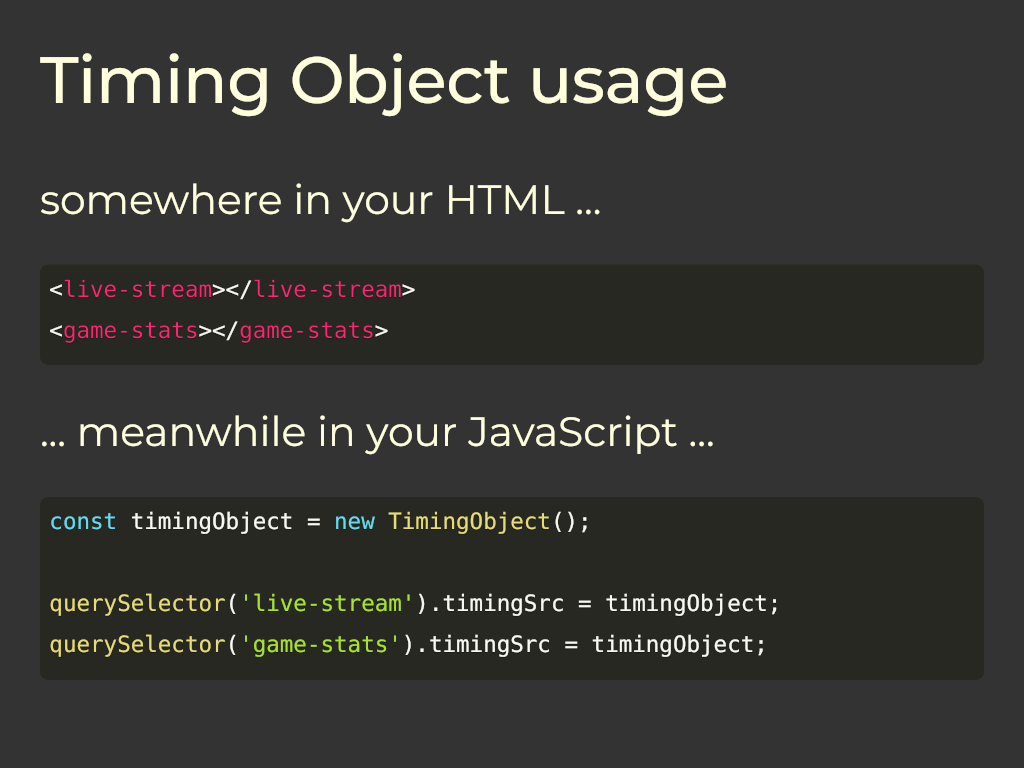 Timing Object usage
somewhere in your HTML ...
<live-stream></live-stream>
<game-stats></game-stats>
... meanwhile in your JavaScript ...
const timingObject = new TimingObject();
querySelector('live-stream').timingSrc = timingObject;
querySelector('game-stats').timingSrc = timingObject;